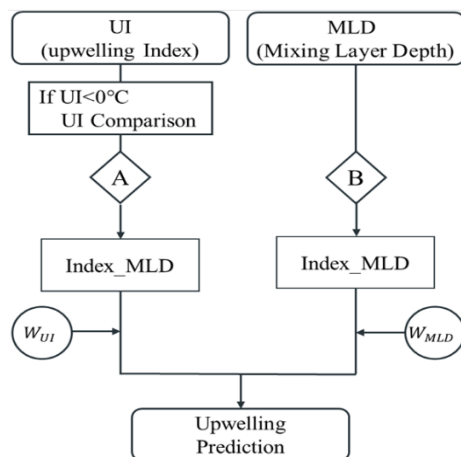 UI
(upwelling Index)
MLD
(Mixing Layer Depth)
If UI<0°C
UI Comparison
A
B
Index_MLD
Index_MLD
W_UI
W_MLD
Upwelling
Prediction